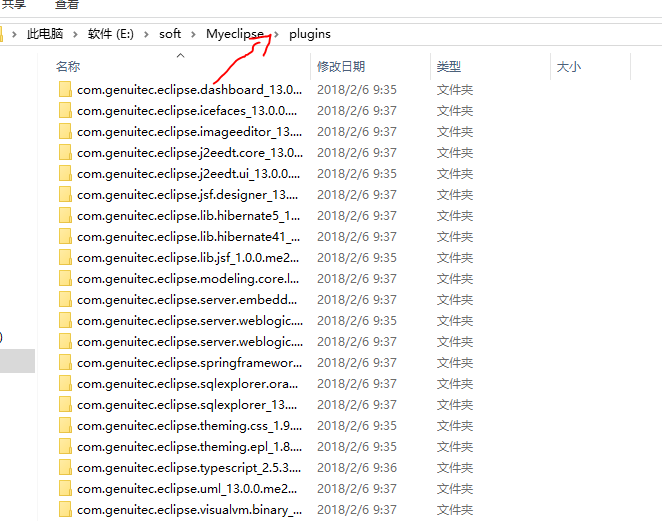 共享 查看
此电脑 > 软件 (E:) > soft > Myeclipse > plugins
名称 修改日期 类型 大小
com.genuitec.eclipse.dashboard_13.0... 2018/2/6 9:35 文件夹
com.genuitec.eclipse.icefaces_13.0.0.... 2018/2/6 9:37 文件夹
com.genuitec.eclipse.imageeditor_13.... 2018/2/6 9:37 文件夹
com.genuitec.eclipse.j2eedt.core_13.0... 2018/2/6 9:37 文件夹
com.genuitec.eclipse.j2eedt.ui_13.0.0.... 2018/2/6 9:35 文件夹
com.genuitec.eclipse.jsf.designer_13.... 2018/2/6 9:37 文件夹
com.genuitec.eclipse.lib.hibernate5_1... 2018/2/6 9:37 文件夹
com.genuitec.eclipse.lib.hibernate41_... 2018/2/6 9:37 文件夹
com.genuitec.eclipse.lib.jsf_1.0.0.me2... 2018/2/6 9:35 文件夹
com.genuitec.eclipse.modeling.core.l... 2018/2/6 9:37 文件夹
com.genuitec.eclipse.server.embedd... 2018/2/6 9:37 文件夹
com.genuitec.eclipse.server.weblogic.... 2018/2/6 9:35 文件夹
com.genuitec.eclipse.server.weblogic.... 2018/2/6 9:37 文件夹
com.genuitec.eclipse.springframewor... 2018/2/6 9:37 文件夹
com.genuitec.eclipse.sqlexplorer.ora... 2018/2/6 9:37 文件夹
com.genuitec.eclipse.sqlexplorer_13.... 2018/2/6 9:37 文件夹
com.genuitec.eclipse.theming.css_1.9.... 2018/2/6 9:35 文件夹
com.genuitec.eclipse.theming.epl_1.8.... 2018/2/6 9:35 文件夹
com.genuitec.eclipse.typescript_2.5.3.... 2018/2/6 9:36 文件夹
com.genuitec.eclipse.uml_13.0.0.me2... 2018/2/6 9:37 文件夹
com.genuitec.eclipse.visualvm.binary_... 2018/2/6 9:35 文件夹